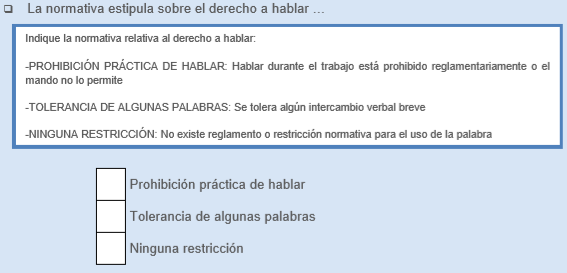 ❑ La normativa estipula sobre el derecho a hablar …
Indique la normativa relativa al derecho a hablar:
-PROHIBICIÓN PRÁCTICA DE HABLAR: Hablar durante el trabajo está prohibido reglamentariamente o el
mando no lo permite
-TOLERANCIA DE ALGUNAS PALABRAS: Se tolera algún intercambio verbal breve
-NINGUNA RESTRICCIÓN: No existe reglamento o restricción normativa para el uso de la palabra
Prohibición práctica de hablar
Tolerancia de algunas palabras
Ninguna restricción